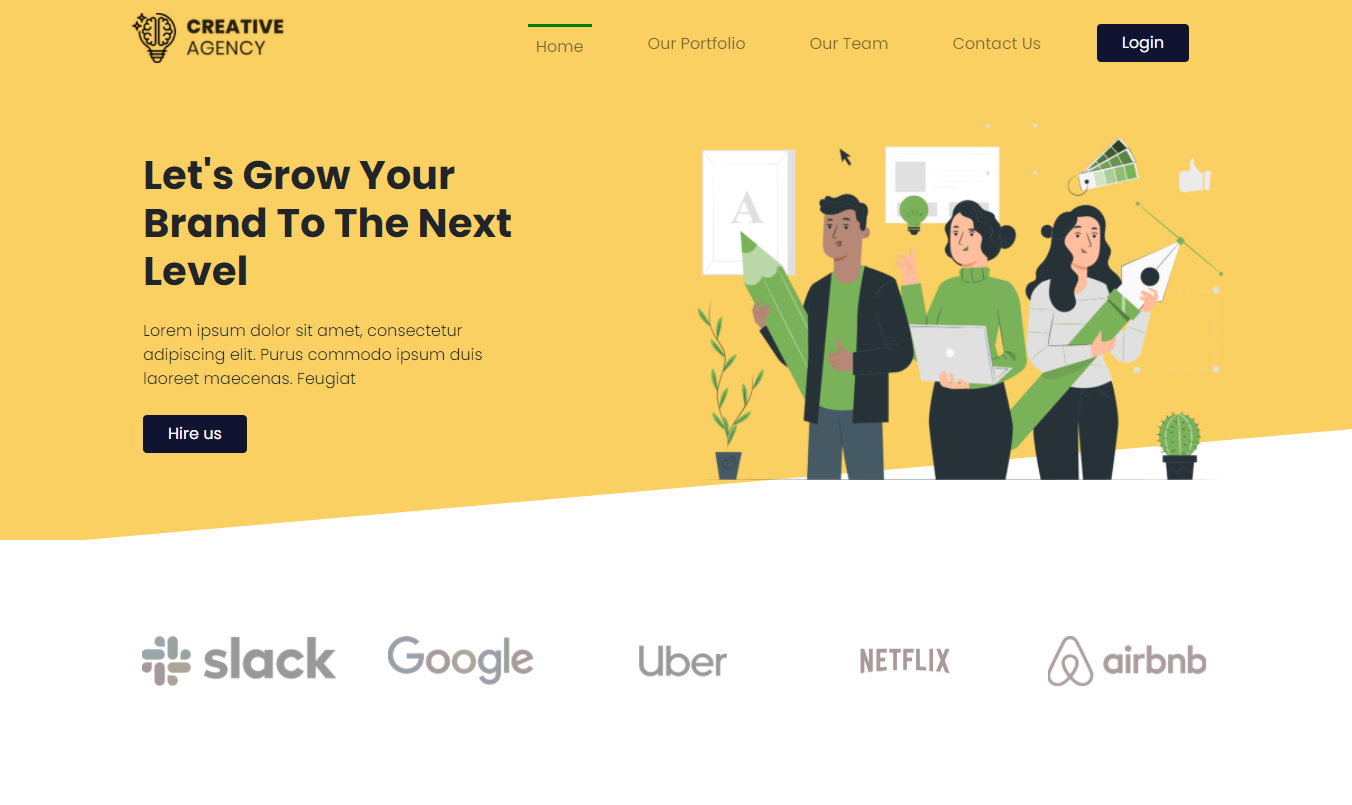 CREATIVE
AGENCY
Home
Our Portfolio
Our Team
Contact Us
Login
Let's Grow Your
Brand To The Next
Level
Lorem ipsum dolor sit amet, consectetur
adipiscing elit. Purus commodo ipsum duis
laoreet maecenas. Feugiat
Hire us
A
slack
Google
Uber
NETFLIX
airbnb